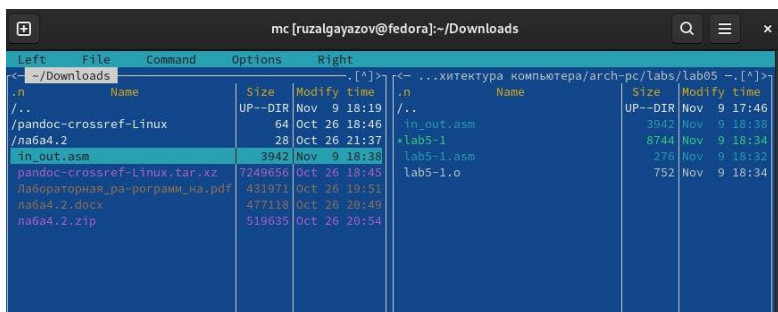 mc [ruzalgayazov@fedora]:~/Downloads
Left File Command Options Right
<— ~/Downloads —.[^]> <— ...хитектура компьютера/arch-pc/labs/lab05 —.[^]>
.n Name Size Modify time .n Name Size Modify time
/.. UP--DIR Nov 9 18:19 /.. UP--DIR Nov 9 17:46
/pandoc-crossref-Linux 64 Oct 26 18:46 in_out.asm 3942 Nov 9 18:38
/лаба4.2 28 Oct 26 21:37 *lab5-1 8744 Nov 9 18:34
in_out.asm 3942 Nov 9 18:38 lab5-1.asm 276 Nov 9 18:32
pandoc-crossref-Linux.tar.xz 7249656 Oct 26 18:45 lab5-1.o 752 Nov 9 18:34
Лабораторная_ра~рограмм_на.pdf 431971 Oct 26 19:51
лаба4.2.docx 477118 Oct 26 20:49
лаба4.2.zip 519635 Oct 26 20:54